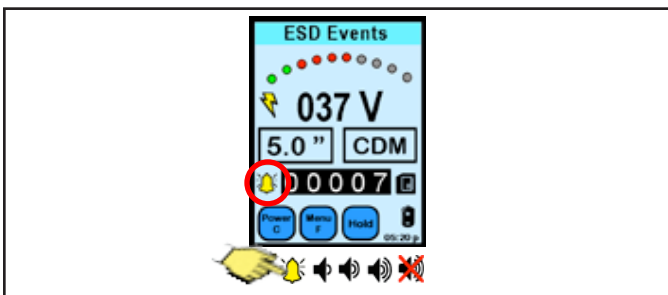 ESD Events
037 V
5.0 ” CDM
00007
Power Menu Hold
C F
05:20 p